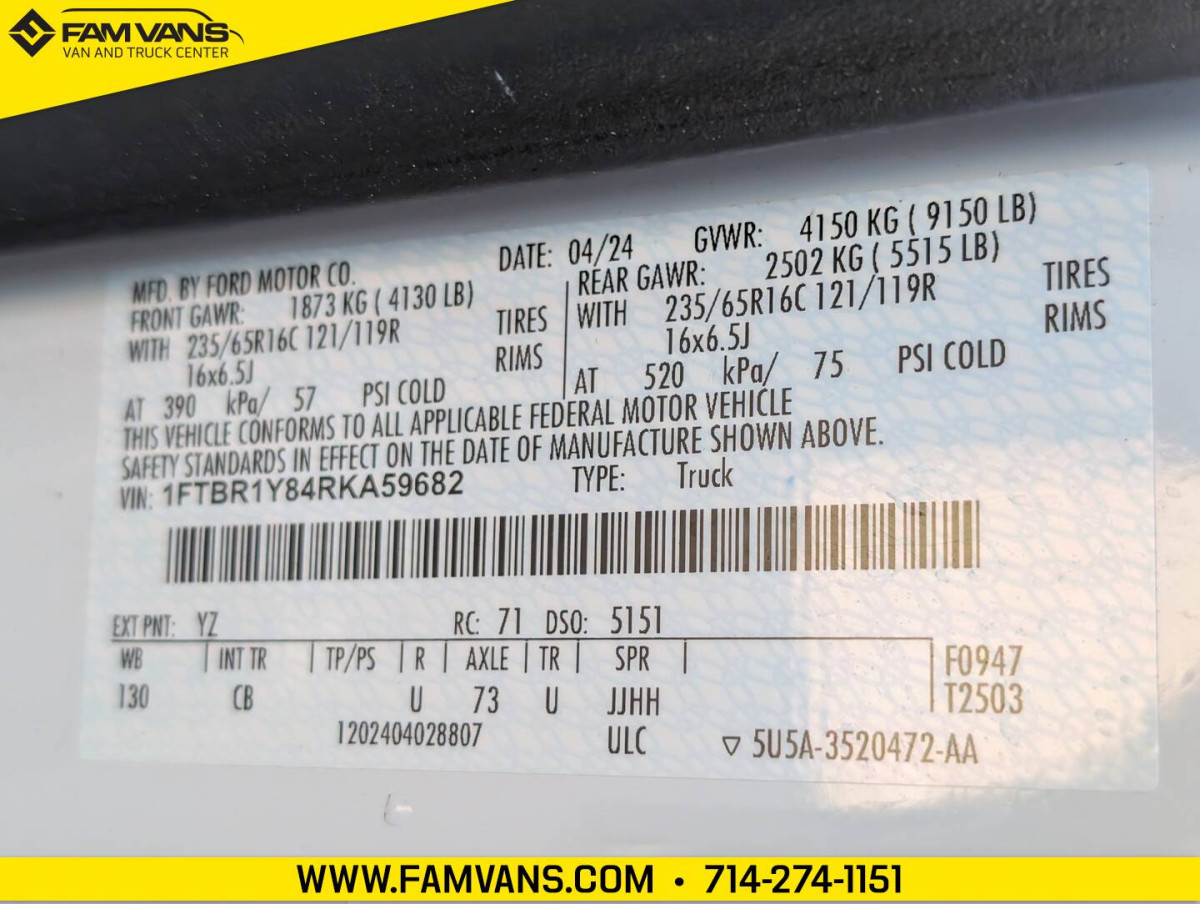 FAM VANS
VAN AND TRUCK CENTER
MFD. BY FORD MOTOR CO. DATE: 04/24 GVWR: 4150 KG ( 9150 LB)
FRONT GAWR: 1873 KG ( 4130 LB) REAR GAWR: 2502 KG ( 5515 LB)
WITH 235/65R16C 121/119R TIRES WITH 235/65R16C 121/119R TIRES
16x6.5J RIMS 16x6.5J RIMS
AT 390 kPa/ 57 PSI COLD AT 520 kPa/ 75 PSI COLD
THIS VEHICLE CONFORMS TO ALL APPLICABLE FEDERAL MOTOR VEHICLE
SAFETY STANDARDS IN EFFECT ON THE DATE OF MANUFACTURE SHOWN ABOVE.
VIN: 1FTBR1Y84RKA59682 TYPE: Truck
EXT PNT: YZ RC: 71 DSO: 5151
WB INT TR TP/PS R AXLE TR SPR F0947
130 CB U 73 U JJHH T2503
1202404028807 ULC ▽ 5U5A-3520472-AA
WWW.FAMVANS.COM • 714-274-1151